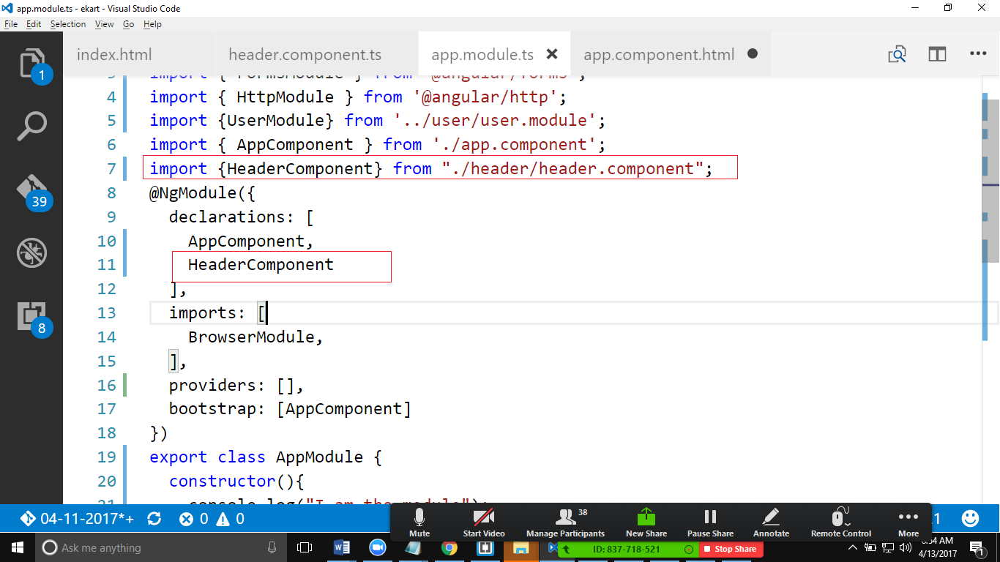 app.module.ts - ekart - Visual Studio Code
File Edit Selection View Go Help
index.html header.component.ts app.module.ts app.component.html
3 import { FormsModule } from '@angular/forms';
4 import { HttpModule } from '@angular/http';
5 import {UserModule} from '../user/user.module';
6 import { AppComponent } from './app.component';
7 import {HeaderComponent} from "./header/header.component";
8 @NgModule({
9 declarations: [
10 AppComponent,
11 HeaderComponent
12 ],
13 imports: [
14 BrowserModule,
15 ],
16 providers: [],
17 bootstrap: [AppComponent]
18 })
19 export class AppModule {
20 constructor(){
21 console.log("I am the module");
1
39
8
04-11-2017*+ 0 0
38
Mute Start Video Manage Participants New Share Pause Share Annotate Remote Control More
ID: 837-718-521 Stop Share
Ask me anything
4/13/2017
1